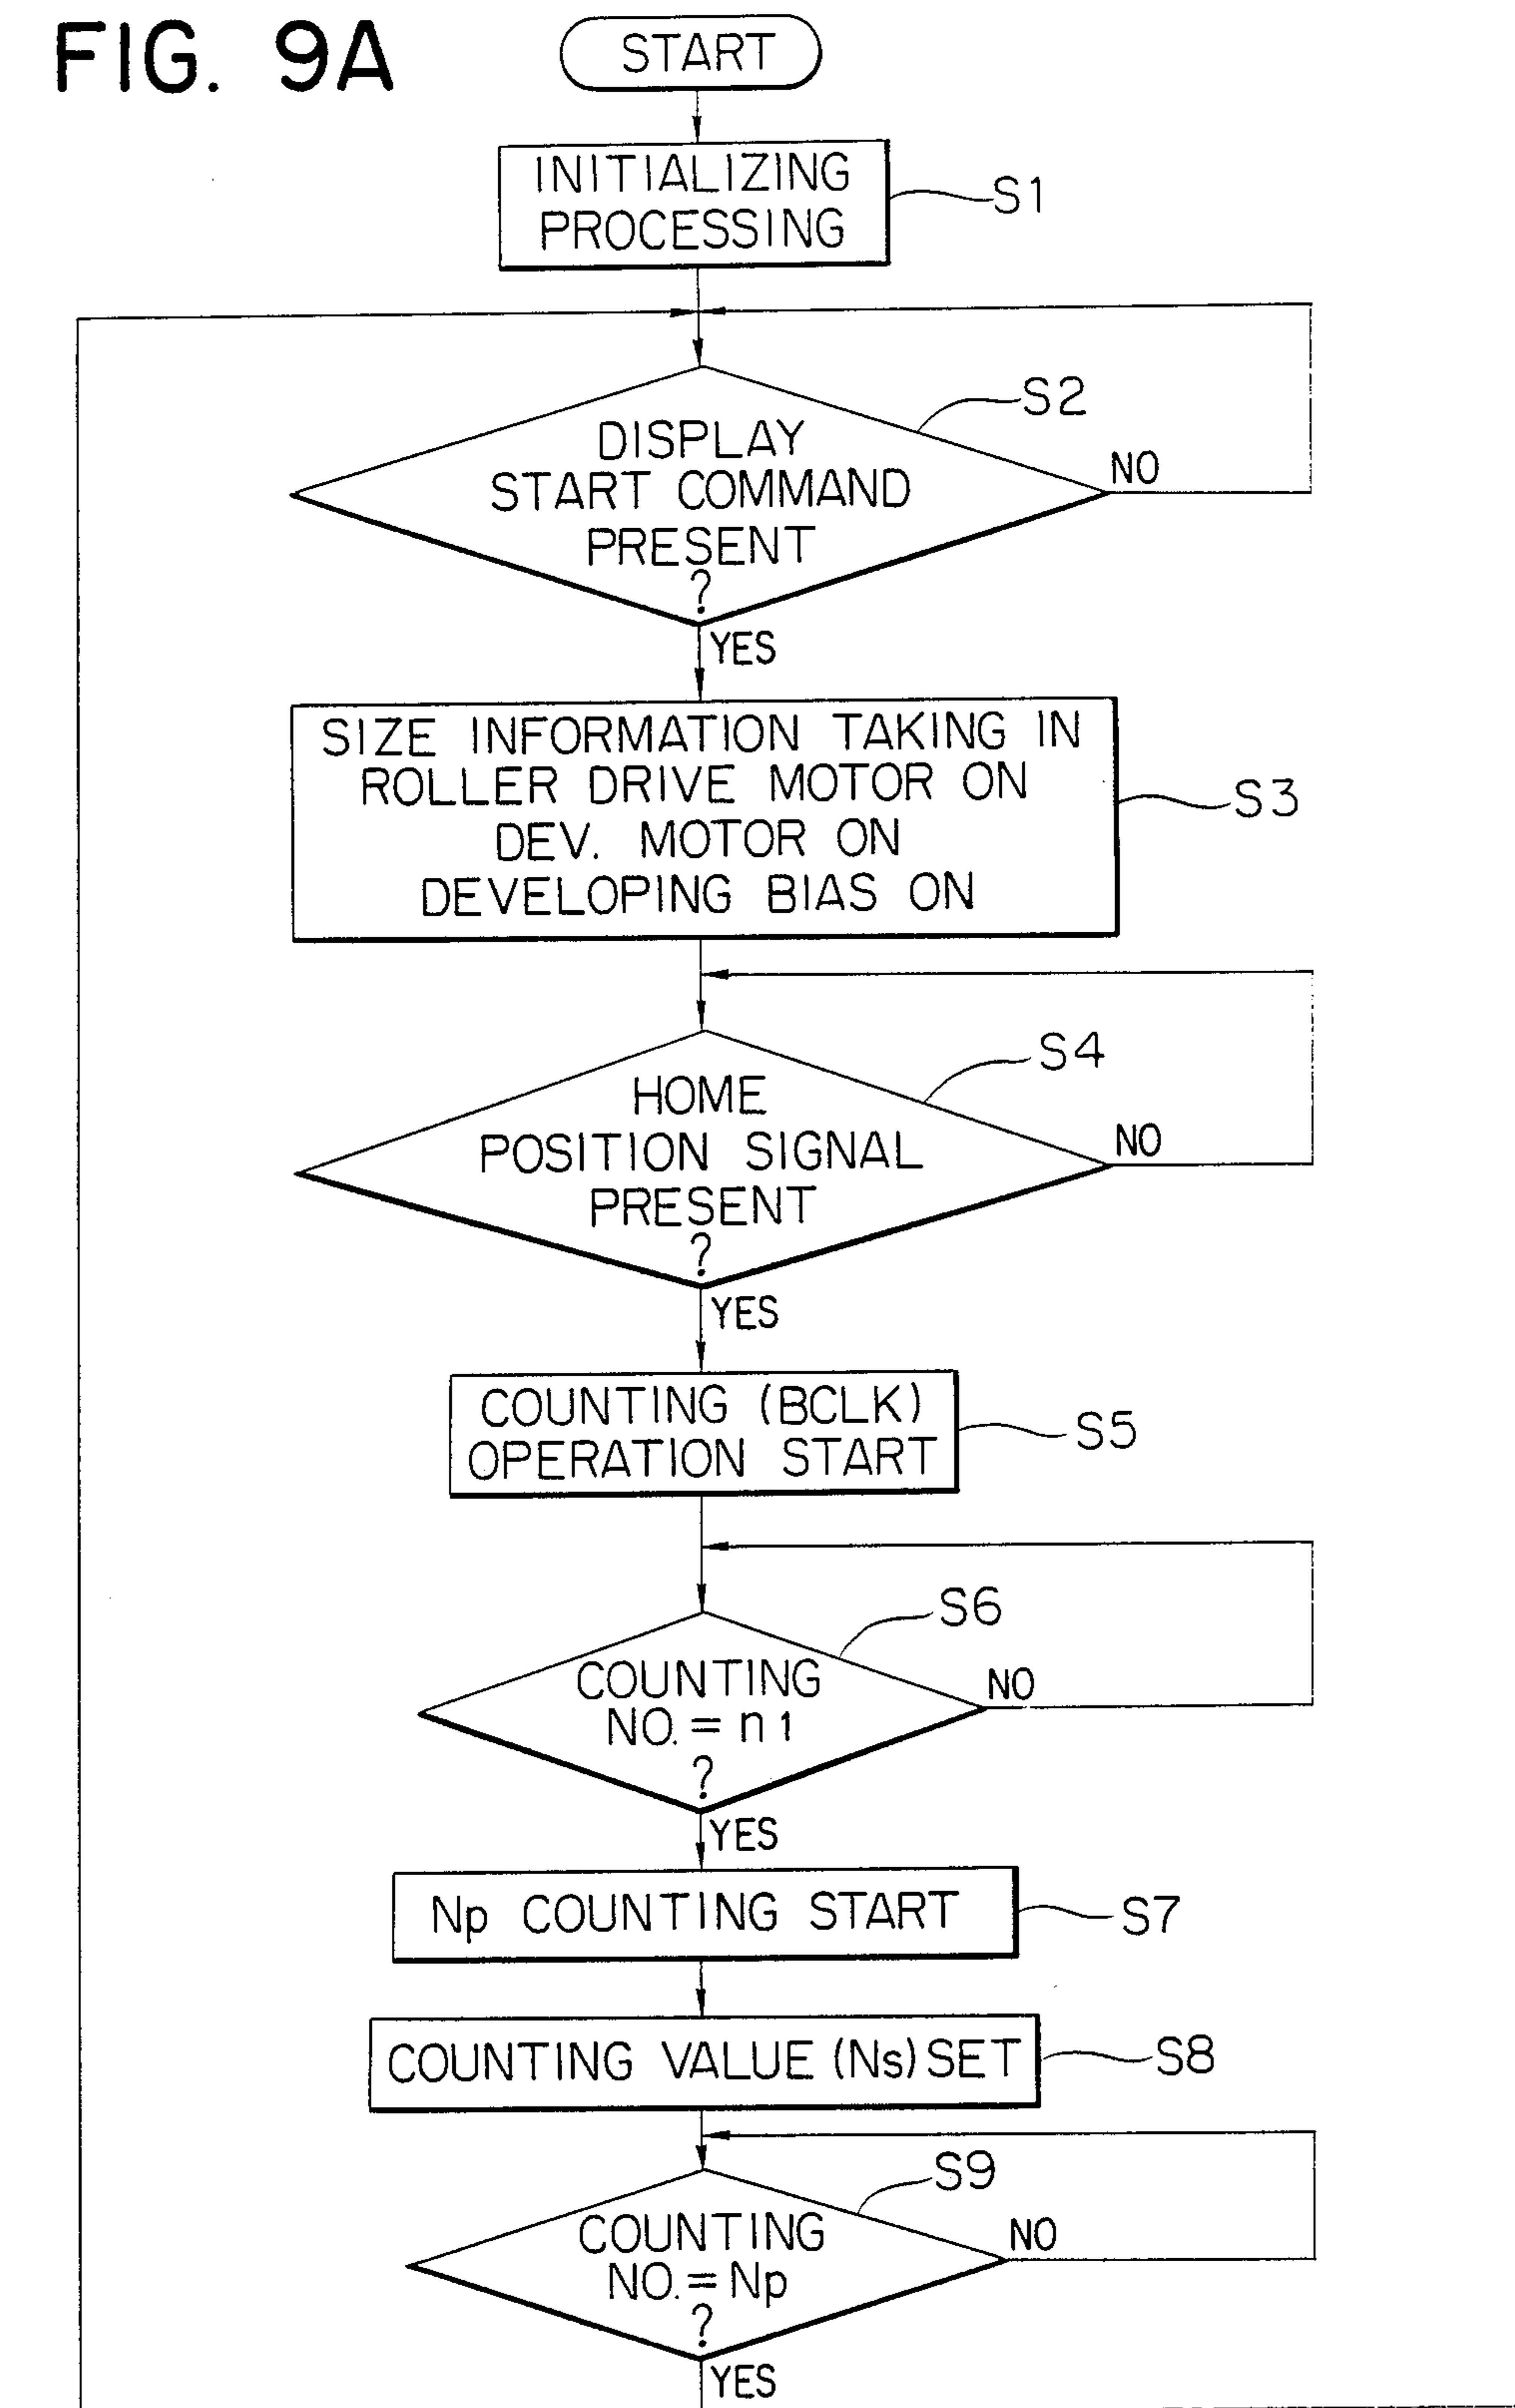 FIG. 9A
START
INITIALIZING
PROCESSING
S1
S2
DISPLAY
START COMMAND
PRESENT
?
NO
YES
SIZE INFORMATION TAKING IN
ROLLER DRIVE MOTOR ON
DEV. MOTOR ON
DEVELOPING BIAS ON
S3
S4
HOME
POSITION SIGNAL
PRESENT
?
NO
YES
COUNTING (BCLK)
OPERATION START
S5
S6
COUNTING
NO. = n1
?
NO
YES
Np COUNTING START
S7
COUNTING VALUE (Ns) SET
S8
S9
COUNTING
NO. = Np
?
NO
YES